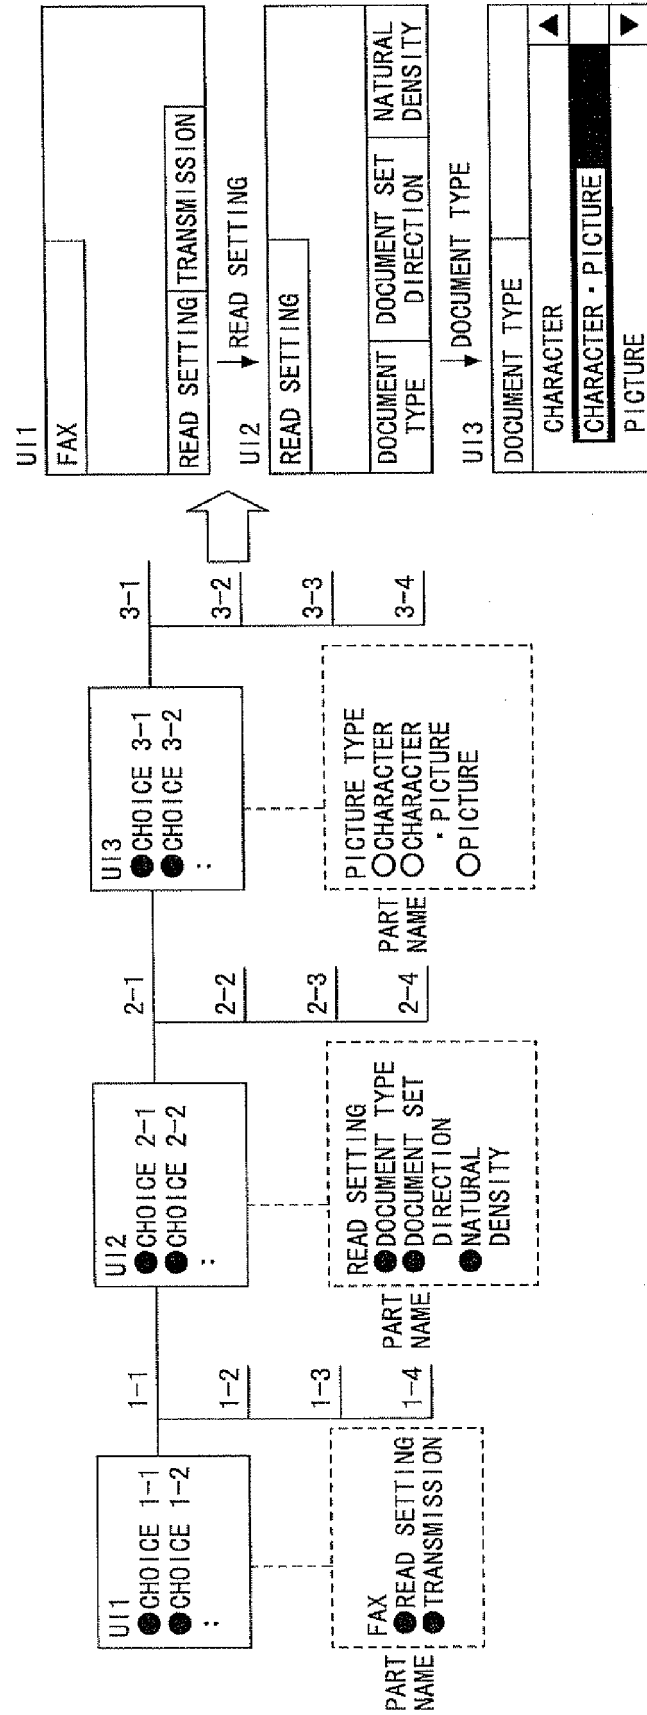 UI1
●CHOICE 1-1
●CHOICE 1-2
:
1-1
1-2
1-3
1-4
PART
NAME
FAX
●READ SETTING
●TRANSMISSION
UI2
●CHOICE 2-1
●CHOICE 2-2
:
2-1
2-2
2-3
2-4
PART
NAME
READ SETTING
●DOCUMENT TYPE
●DOCUMENT SET
DIRECTION
●NATURAL
DENSITY
UI3
●CHOICE 3-1
●CHOICE 3-2
:
3-1
3-2
3-3
3-4
PART
NAME
PICTURE TYPE
○CHARACTER
○CHARACTER
・PICTURE
○PICTURE
UI1
FAX
READ SETTING TRANSMISSION
READ SETTING
UI2
READ SETTING
DOCUMENT
TYPE
DOCUMENT SET
DIRECTION
NATURAL
DENSITY
DOCUMENT TYPE
UI3
DOCUMENT TYPE
CHARACTER
CHARACTER・PICTURE
PICTURE